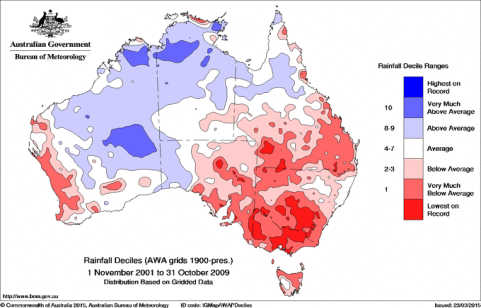 Australian Government
Bureau of Meteorology
Rainfall Decile Ranges
Highest on
Record
10
Very Much
Above Average
8-9
Above Average
4-7
Average
2-3
Below Average
1
Very Much
Below Average
Lowest on
Record
Rainfall Deciles (AWA grids 1900-pres.)
1 November 2001 to 31 October 2009
Distribution Based on Gridded Data
http://www.bom.gov.au
© Commonwealth of Australia 2015, Australian Bureau of Meteorology
ID code: IGMapAWAPDeciles
Issued: 23/03/2015